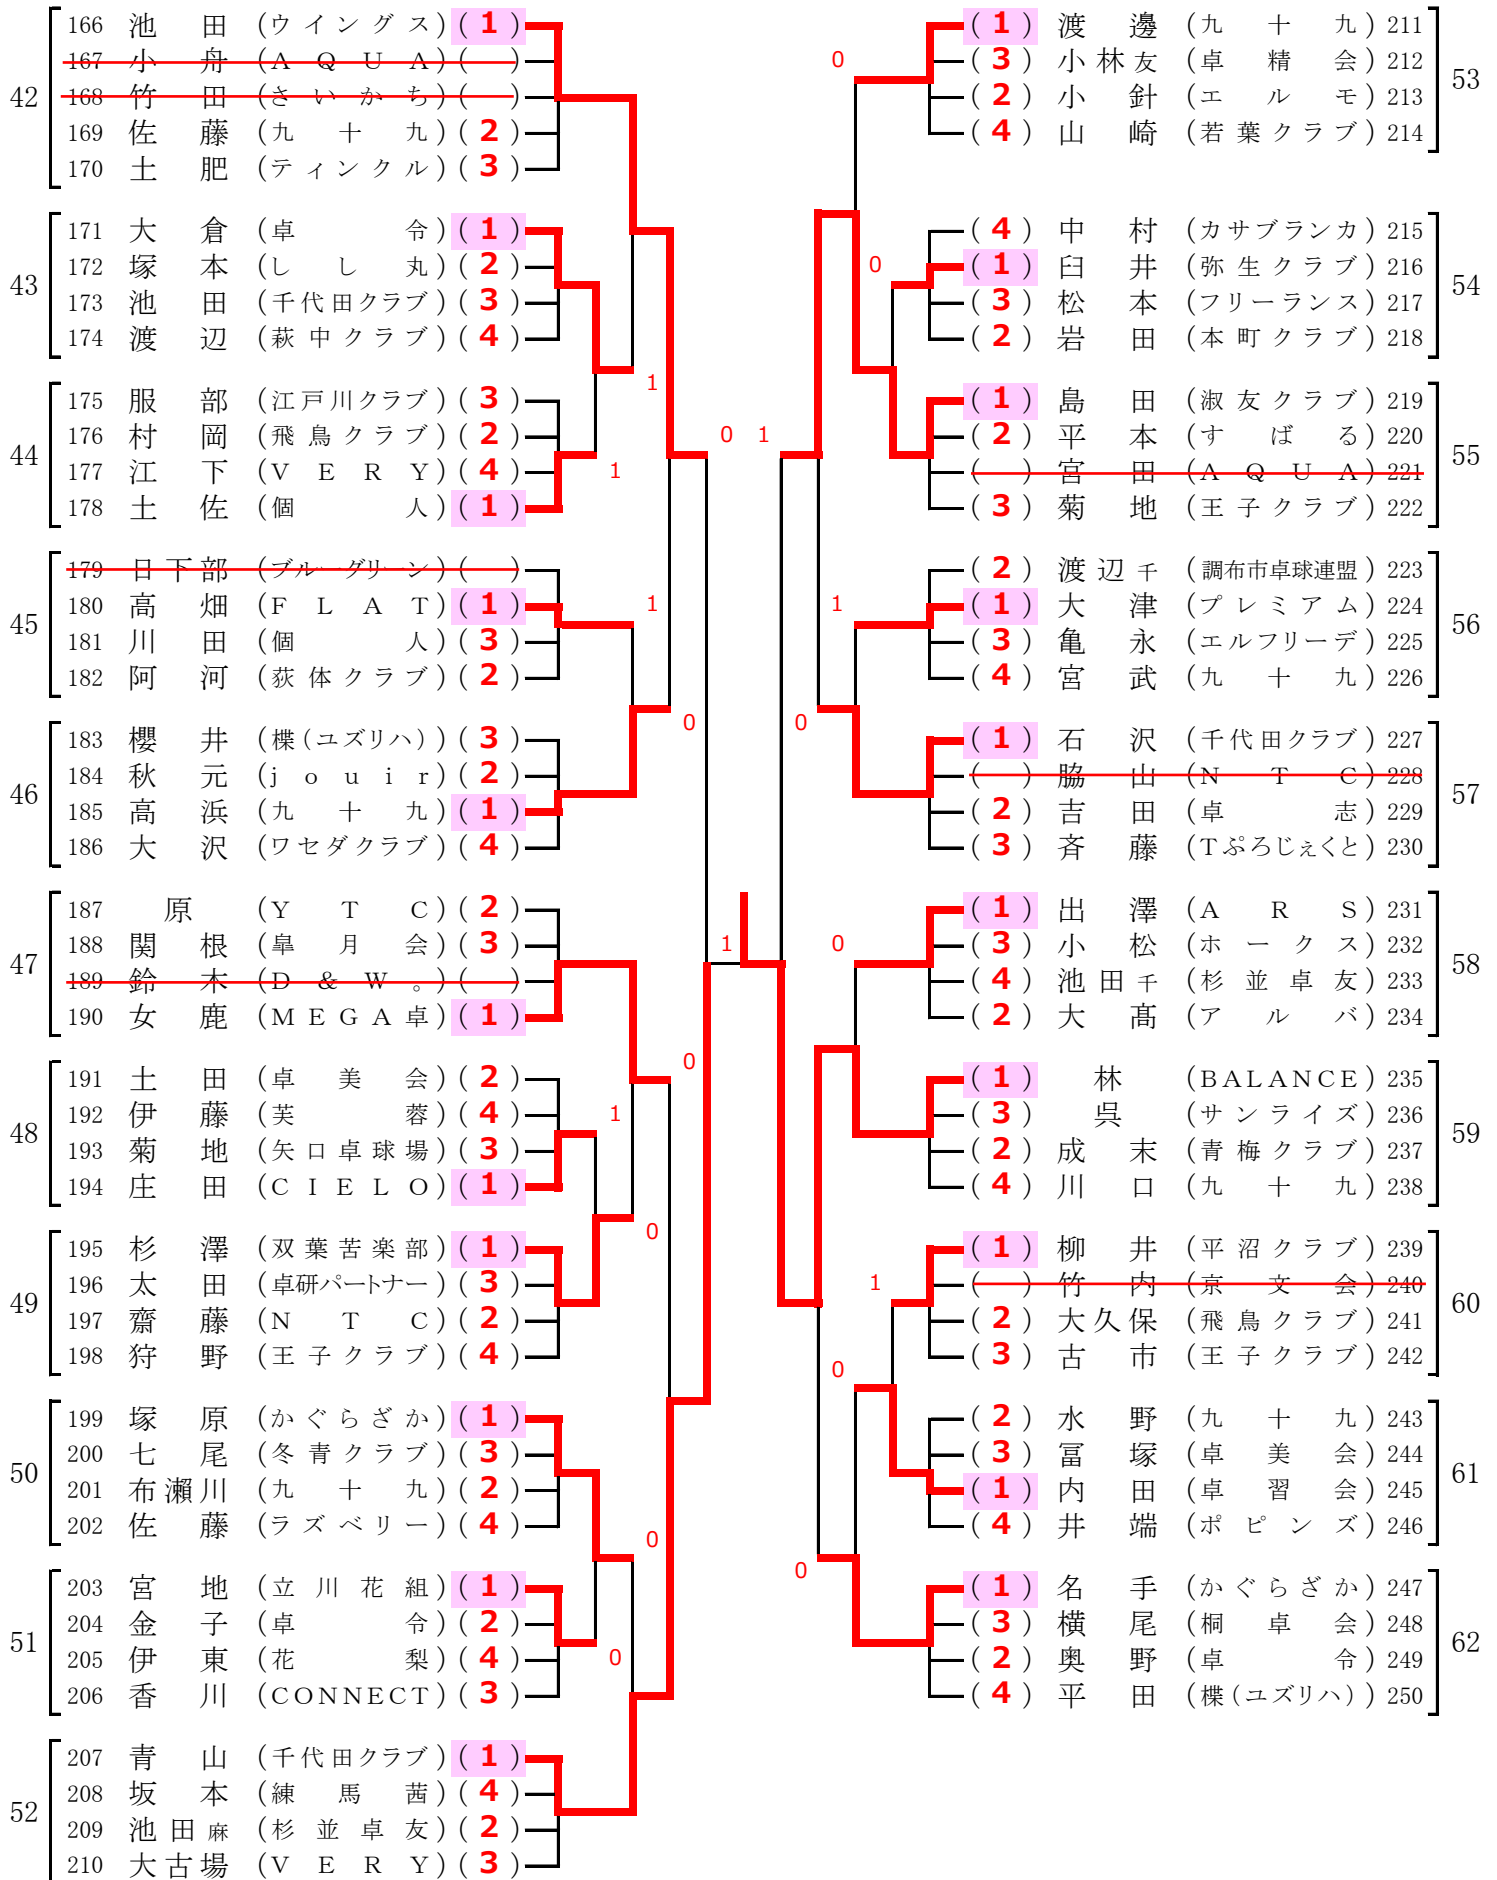 42
166 池田 (ウイングス) ( 1 )
167 小舟 (AQUA) ( )
168 竹田 (さいかち) ( )
169 佐藤 (九十九) ( 2 )
170 土肥 (ティンクル) ( 3 )
43
171 大倉 (卓令) ( 1 )
172 塚本 (しし丸) ( 2 )
173 池田 (千代田クラブ) ( 3 )
174 渡辺 (萩中クラブ) ( 4 )
44
175 服部 (江戸川クラブ) ( 3 )
176 村岡 (飛鳥クラブ) ( 2 )
177 江下 (VERY) ( 4 )
178 土佐 (個人) ( 1 )
45
179 日下部 (ブルーグリーン) ( )
180 高畑 (FLAT) ( 1 )
181 川田 (個人) ( 3 )
182 阿河 (荻体クラブ) ( 2 )
46
183 櫻井 (楪(ユズリハ)) ( 3 )
184 秋元 (jouir) ( 2 )
185 高浜 (九十九) ( 1 )
186 大沢 (ワセダクラブ) ( 4 )
47
187 原 (YTC) ( 2 )
188 関根 (皐月会) ( 3 )
189 鈴木 (D&W。) ( )
190 女鹿 (MEGA卓) ( 1 )
48
191 土田 (卓美会) ( 2 )
192 伊藤 (芙蓉) ( 4 )
193 菊地 (矢口卓球場) ( 3 )
194 庄田 (CIELO) ( 1 )
49
195 杉澤 (双葉苦楽部) ( 1 )
196 太田 (卓研パートナー) ( 3 )
197 齋藤 (NTC) ( 2 )
198 狩野 (王子クラブ) ( 4 )
50
199 塚原 (かぐらざか) ( 1 )
200 七尾 (冬青クラブ) ( 3 )
201 布瀬川 (九十九) ( 2 )
202 佐藤 (ラズベリー) ( 4 )
51
203 宮地 (立川花組) ( 1 )
204 金子 (卓令) ( 2 )
205 伊東 (花梨) ( 4 )
206 香川 (CONNECT) ( 3 )
52
207 青山 (千代田クラブ) ( 1 )
208 坂本 (練馬茜) ( 4 )
209 池田麻 (杉並卓友) ( 2 )
210 大古場 (VERY) ( 3 )
1
1
1
0
0
1
0
0
0
0 1
1
0
0
1
0
0
1
0
0
53
( 1 ) 渡邊 (九十九) 211
( 3 ) 小林友 (卓精会) 212
( 2 ) 小針 (エルモ) 213
( 4 ) 山崎 (若葉クラブ) 214
54
( 4 ) 中村 (カサブランカ) 215
( 1 ) 臼井 (弥生クラブ) 216
( 3 ) 松本 (フリーランス) 217
( 2 ) 岩田 (本町クラブ) 218
55
( 1 ) 島田 (淑友クラブ) 219
( 2 ) 平本 (すばる) 220
( ) 宮田 (AQUA) 221
( 3 ) 菊地 (王子クラブ) 222
56
( 2 ) 渡辺千 (調布市卓球連盟) 223
( 1 ) 大津 (プレミアム) 224
( 3 ) 亀永 (エルフリーデ) 225
( 4 ) 宮武 (九十九) 226
57
( 1 ) 石沢 (千代田クラブ) 227
( ) 脇山 (NTC) 228
( 2 ) 吉田 (卓志) 229
( 3 ) 斉藤 (Tぷろじぇくと) 230
58
( 1 ) 出澤 (ARS) 231
( 3 ) 小松 (ホークス) 232
( 4 ) 池田千 (杉並卓友) 233
( 2 ) 大髙 (アルバ) 234
59
( 1 ) 林 (BALANCE) 235
( 3 ) 呉 (サンライズ) 236
( 2 ) 成末 (青梅クラブ) 237
( 4 ) 川口 (九十九) 238
60
( 1 ) 柳井 (平沼クラブ) 239
( ) 竹内 (京文会) 240
( 2 ) 大久保 (飛鳥クラブ) 241
( 3 ) 古市 (王子クラブ) 242
61
( 2 ) 水野 (九十九) 243
( 3 ) 冨塚 (卓美会) 244
( 1 ) 内田 (卓習会) 245
( 4 ) 井端 (ポピンズ) 246
62
( 1 ) 名手 (かぐらざか) 247
( 3 ) 横尾 (桐卓会) 248
( 2 ) 奥野 (卓令) 249
( 4 ) 平田 (楪(ユズリハ)) 250